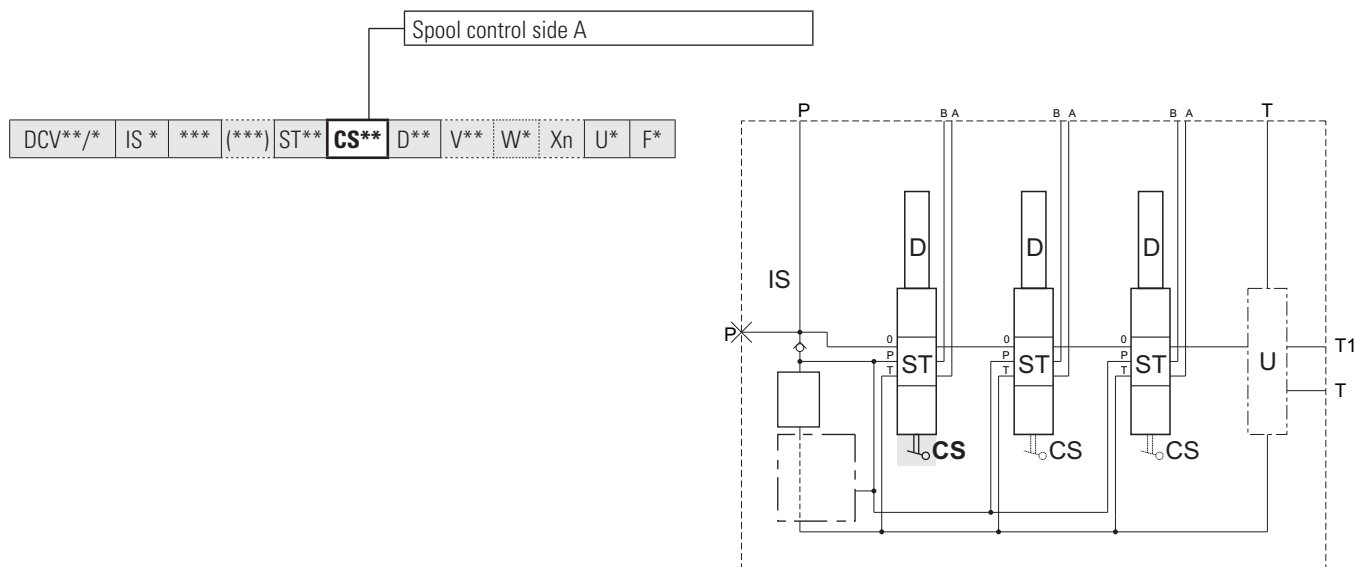 Spool control side A
DCV**/* IS * *** (***) ST** CS** D** V** W* Xn U* F*
P B A B A B A T
D D D
IS
P
0 0 0
P P P
T T T
ST ST ST
U
T1
T
CS CS CS